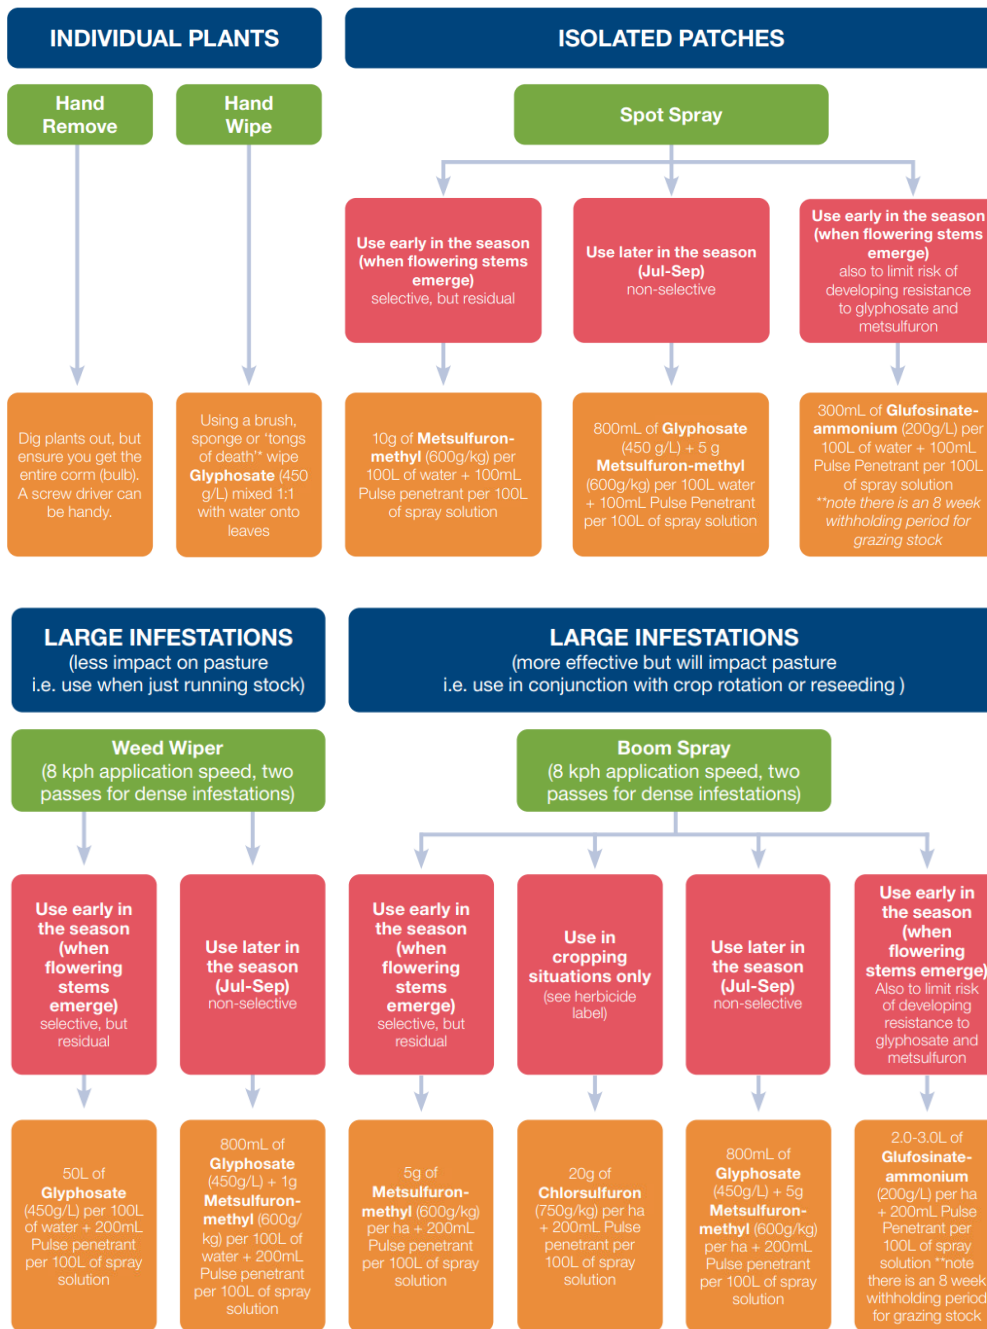 INDIVIDUAL PLANTS
ISOLATED PATCHES
Hand
Remove
Hand
Wipe
Spot Spray
Use early in the season
(when flowering stems
emerge)
selective, but residual
Use later in the season
(Jul-Sep)
non-selective
Use early in the season
(when flowering stems
emerge)
also to limit risk of
developing resistance
to glyphosate and
metsulfuron
Dig plants out, but
ensure you get the
entire corm (bulb).
A screw driver can
be handy.
Using a brush,
sponge or 'tongs
of death'* wipe
Glyphosate (450
g/L) mixed 1:1
with water onto
leaves
10g of Metsulfuron-
methyl (600g/kg) per
100L of water + 100mL
Pulse penetrant per 100L
of spray solution
800mL of Glyphosate
(450 g/L) + 5 g
Metsulfuron-methyl
(600g/kg) per 100L water
+ 100mL Pulse Penetrant
per 100L of spray solution
300mL of Glufosinate-
ammonium (200g/L) per
100L of water + 100mL
Pulse Penetrant per 100L
of spray solution
**note there is an 8 week
withholding period for
grazing stock
LARGE INFESTATIONS
(less impact on pasture
i.e. use when just running stock)
LARGE INFESTATIONS
(more effective but will impact pasture
i.e. use in conjunction with crop rotation or reseeding )
Weed Wiper
(8 kph application speed, two
passes for dense infestations)
Boom Spray
(8 kph application speed, two
passes for dense infestations)
Use early in
the season
(when
flowering
stems
emerge)
selective, but
residual
Use later in
the season
(Jul-Sep)
non-selective
Use early in
the season
(when
flowering
stems
emerge)
selective, but
residual
Use in
cropping
situations only
(see herbicide
label)
Use later in
the season
(Jul-Sep)
non-selective
Use early in
the season
(when
flowering
stems emerge)
Also to limit risk
of developing
resistance to
glyphosate and
metsulfuron
50L of
Glyphosate
(450g/L) per 100L
of water + 200mL
Pulse penetrant
per 100L of spray
solution
800mL of
Glyphosate
(450g/L) + 1g
Metsulfuron-
methyl (600g/
kg) per 100L of
water + 200mL
Pulse penetrant
per 100L of spray
solution
5g of
Metsulfuron-
methyl (600g/kg)
per ha + 200mL
Pulse penetrant
per 100L of spray
solution
20g of
Chlorsulfuron
(750g/kg) per ha
+ 200mL Pulse
penetrant per
100L of spray
solution
800mL of
Glyphosate
(450g/L) + 5g
Metsulfuron-
methyl (600g/kg)
per ha + 200mL
Pulse penetrant
per 100L of spray
solution
2.0-3.0L of
Glufosinate-
ammonium
(200g/L) per ha
+ 200mL Pulse
Penetrant per
100L of spray
solution **note
there is an 8 week
withholding period
for grazing stock